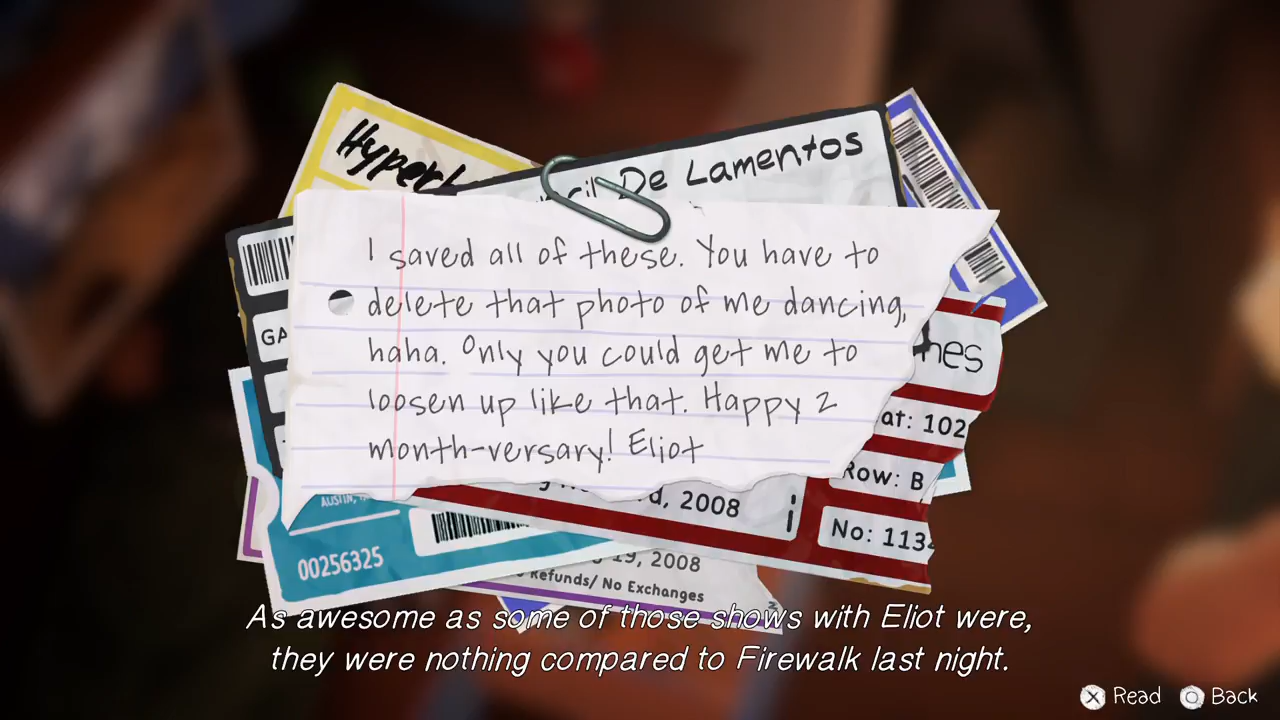 De Lamentos
I saved all of these. You have to
delete that photo of me dancing,
haha. Only you could get me to
loosen up like that. Happy 2
month-versary! Eliot
GA
nes
at: 102
Row: B
No: 1134
, 2008
AUSTIN,
00256325
19, 2008
Refunds/ No Exchanges
As awesome as some of those shows with Eliot were,
they were nothing compared to Firewalk last night.
Read
Back